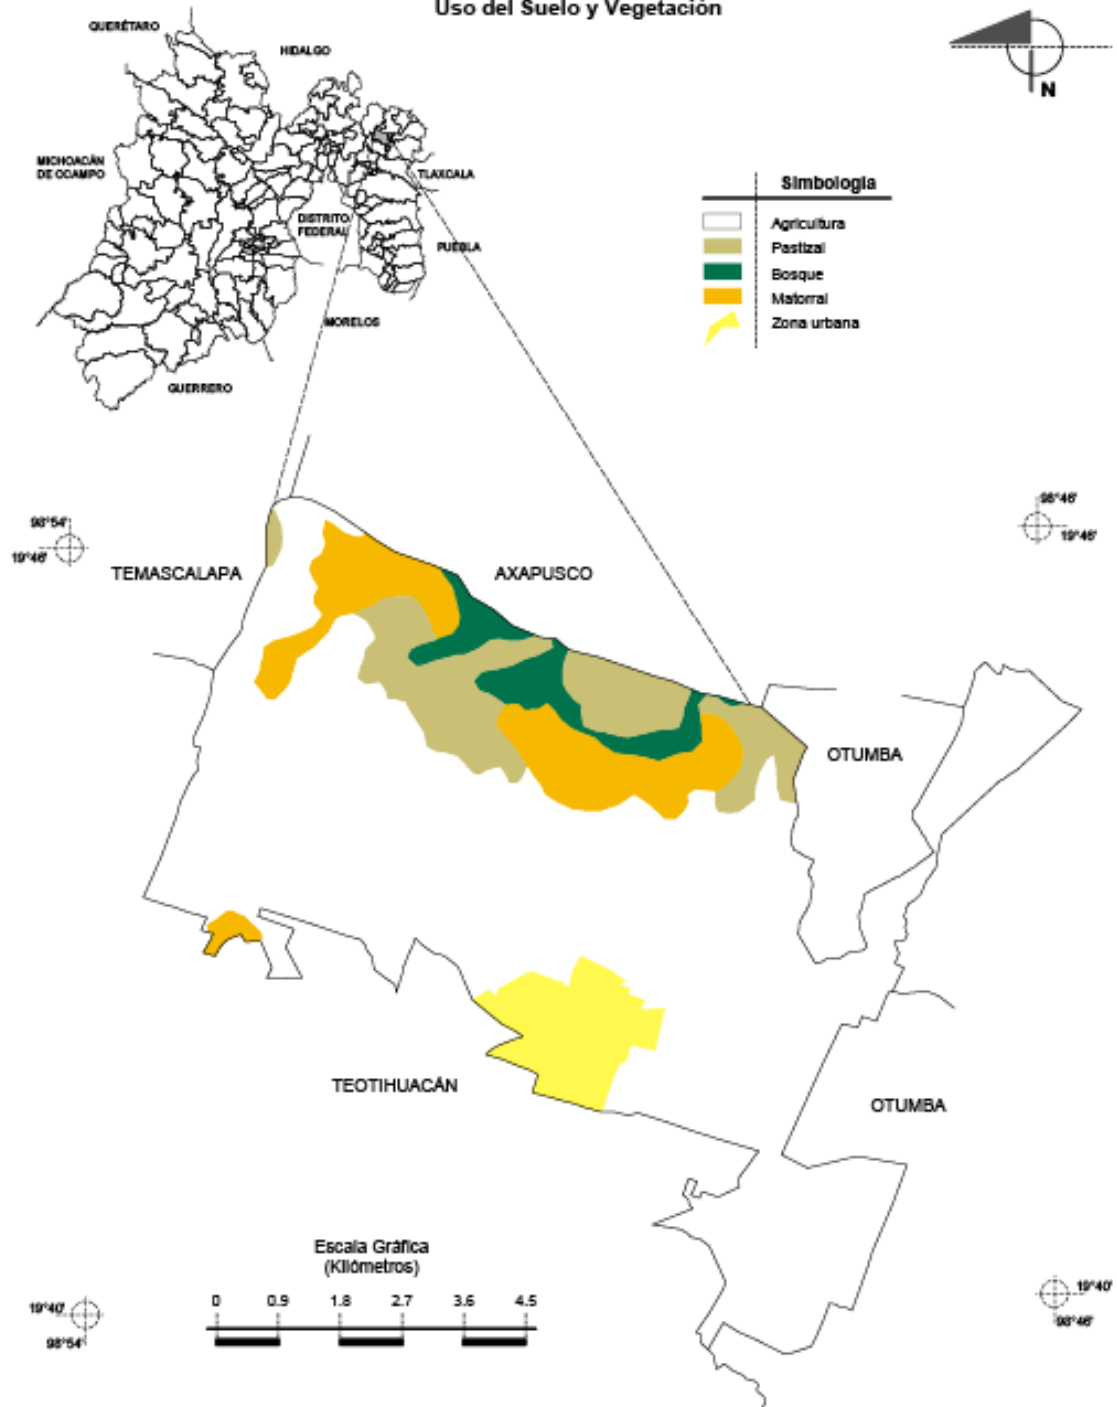 Uso del Suelo y Vegetación
QUERÉTARO
HIDALGO
N
MICHOACÁN
DE OCAMPO
TLAXCALA
DISTRITO
FEDERAL
PUEBLA
MORELOS
GUERRERO
Simbología
Agricultura
Pastizal
Bosque
Matorral
Zona urbana
98°54'
19°46'
98°46'
19°46'
TEMASCALAPA
AXAPUSCO
OTUMBA
TEOTIHUACÁN
OTUMBA
Escala Gráfica
(Kilómetros)
0 0.9 1.8 2.7 3.6 4.5
19°40'
98°54'
19°40'
98°46'